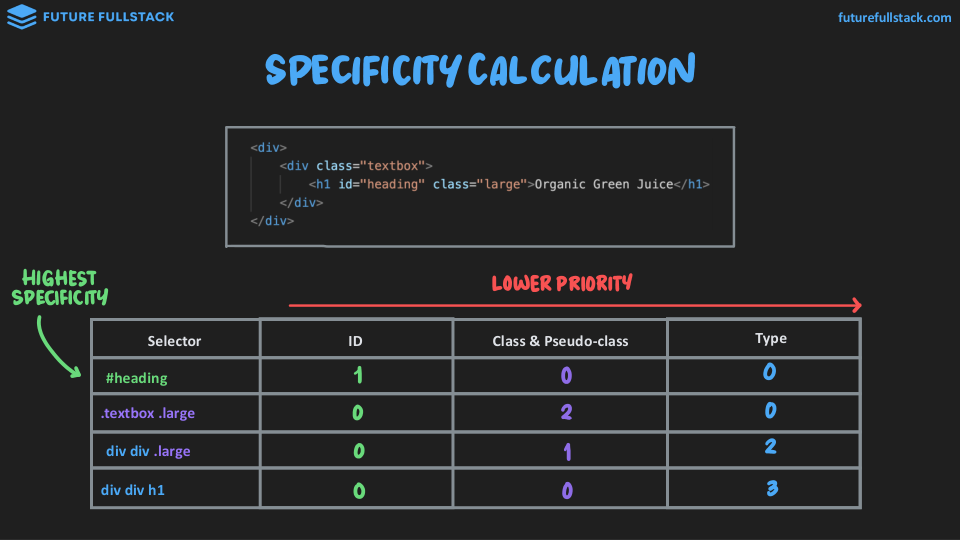 FUTURE FULLSTACK
futurefullstack.com
SPECIFICITY CALCULATION
<div>
<div class="textbox">
<h1 id="heading" class="large">Organic Green Juice</h1>
</div>
</div>
HIGHEST
SPECIFICITY
LOWER PRIORITY
Selector ID Class & Pseudo-class Type
#heading 1 0 0
.textbox .large 0 2 0
div div .large 0 1 2
div div h1 0 0 3